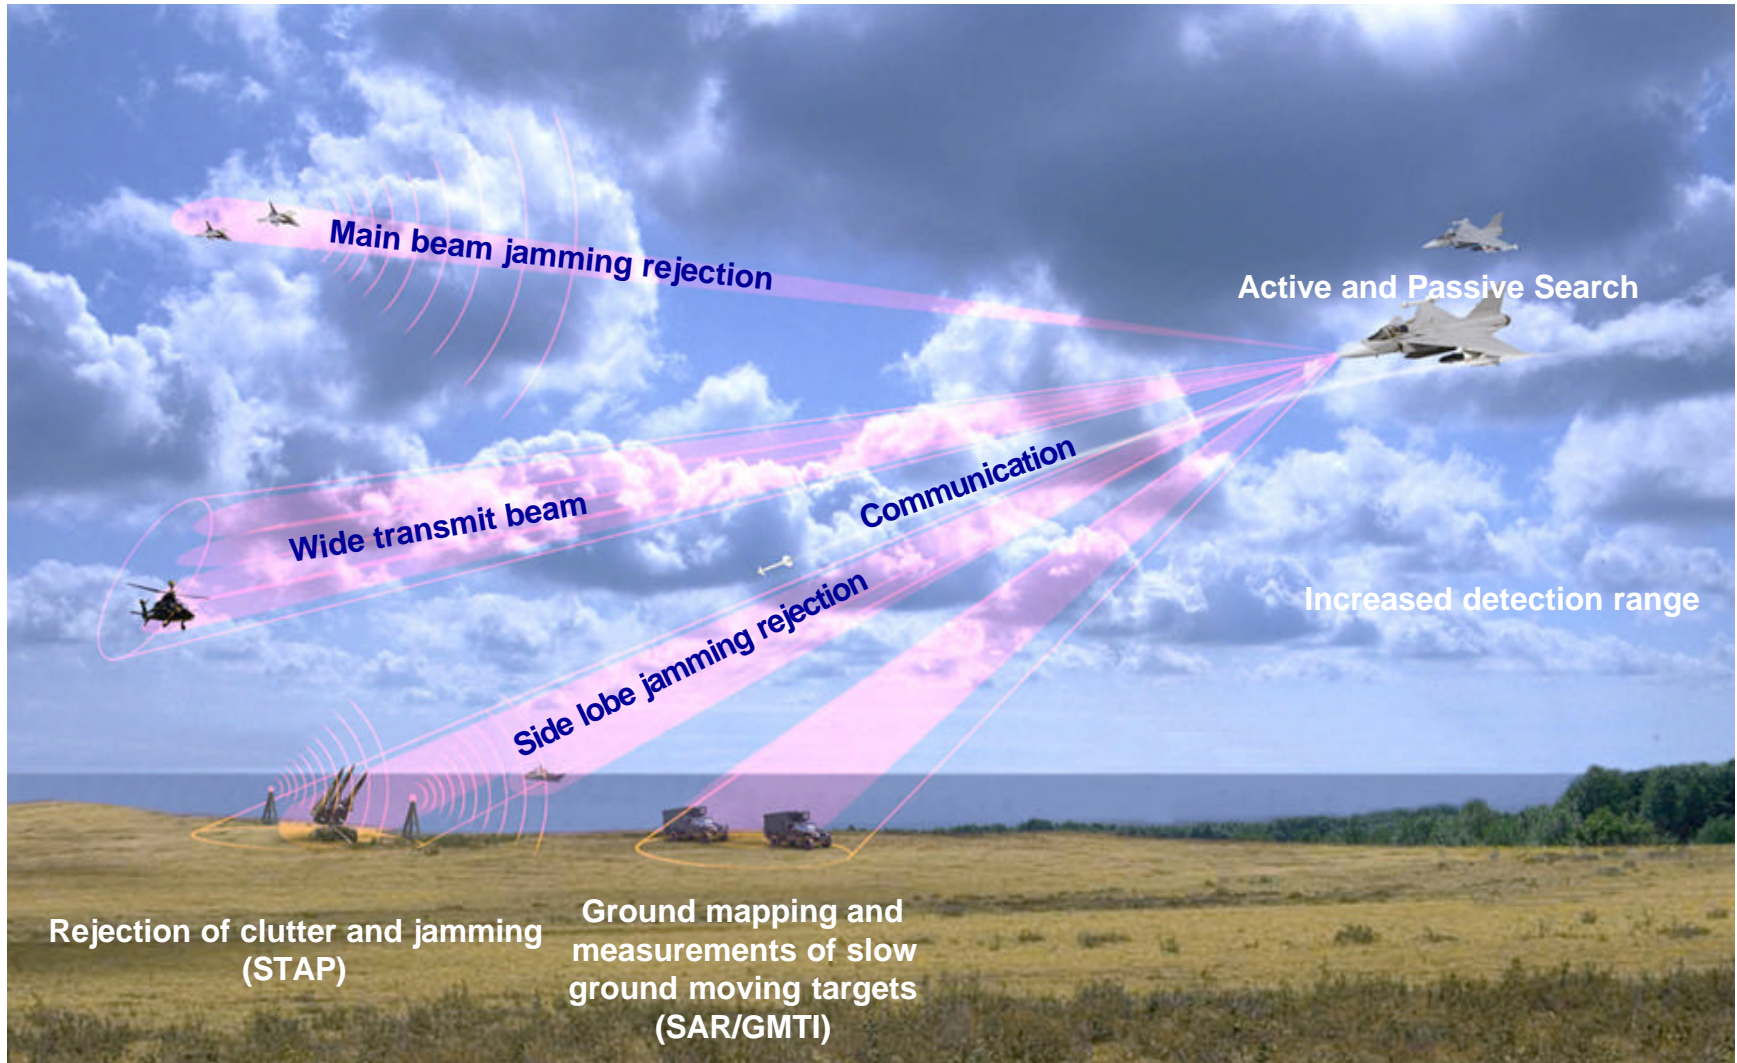 Main beam jamming rejection
Active and Passive Search
Wide transmit beam
Communication
Side lobe jamming rejection
Increased detection range
Rejection of clutter and jamming
(STAP)
Ground mapping and
measurements of slow
ground moving targets
(SAR/GMTI)